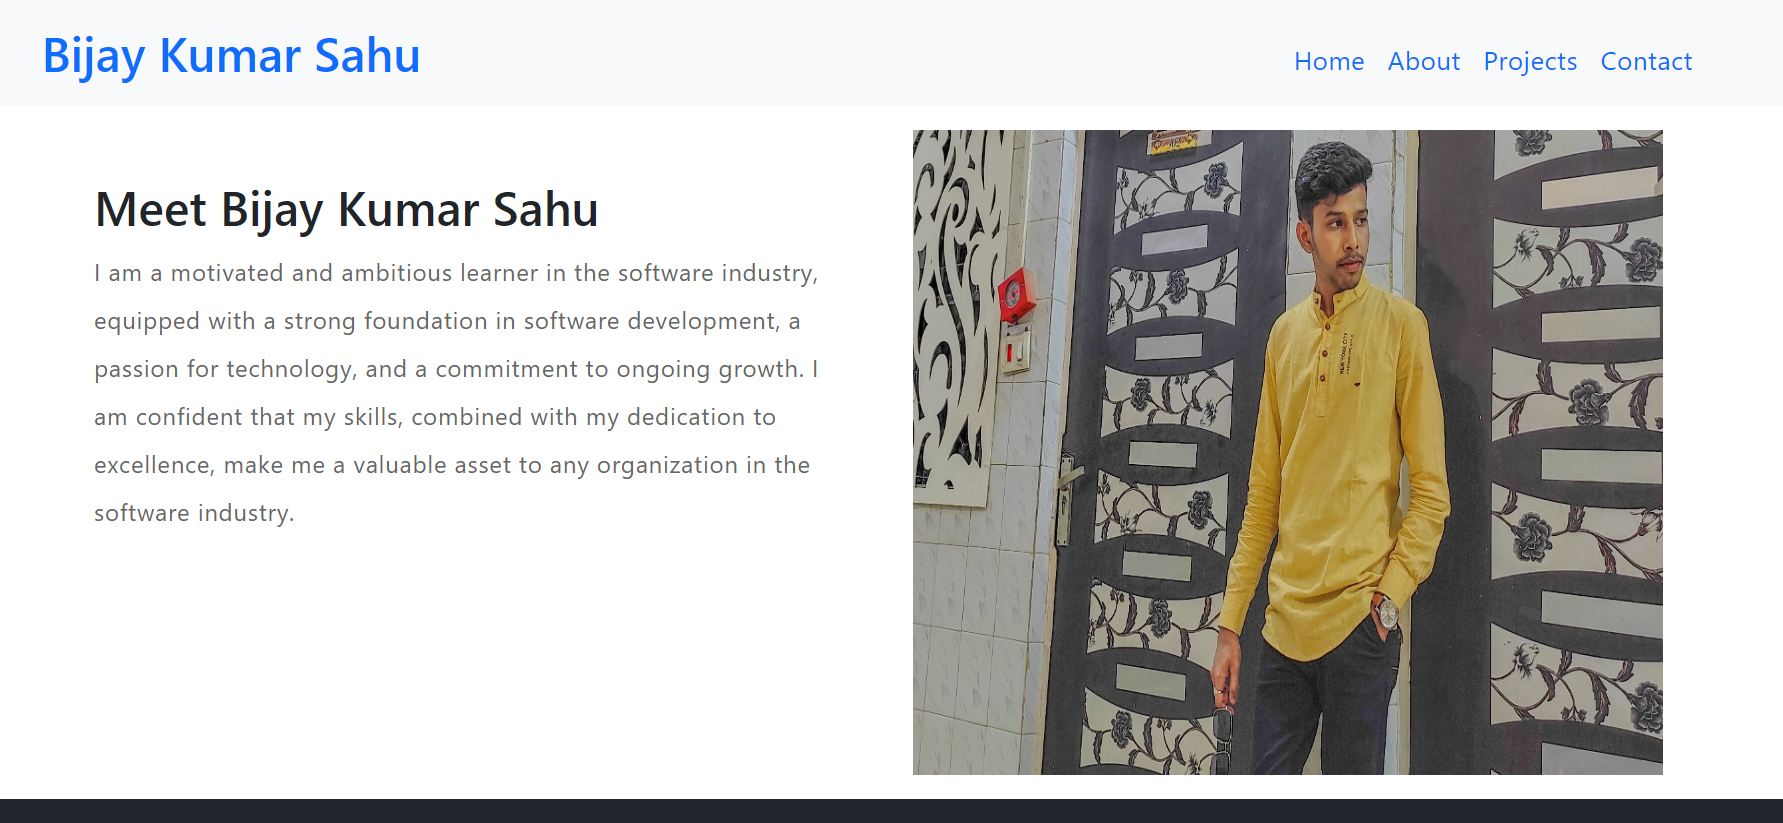 Bijay Kumar Sahu
Home About Projects Contact
Meet Bijay Kumar Sahu
I am a motivated and ambitious learner in the software industry,
equipped with a strong foundation in software development, a
passion for technology, and a commitment to ongoing growth. I
am confident that my skills, combined with my dedication to
excellence, make me a valuable asset to any organization in the
software industry.
NEW YORK CITY